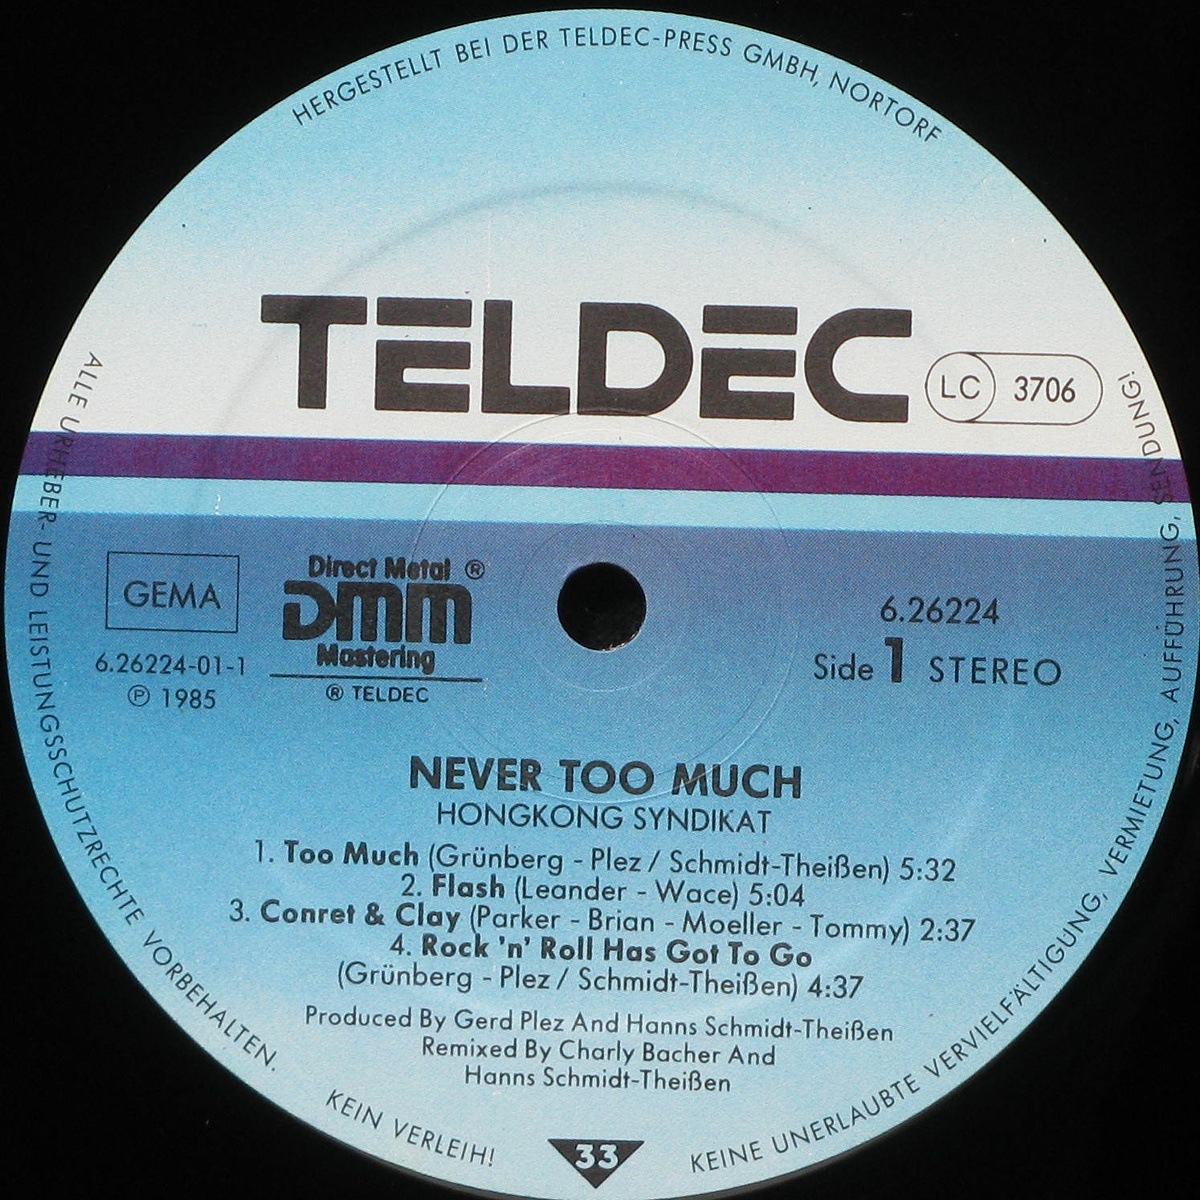 HERGESTELLT BEI DER TELDEC-PRESS GMBH, NORTORF
TELDEC
LC 3706
GEMA
6.26224-01-1
℗ 1985
Direct Metal ®
DMM
Mastering
® TELDEC
6.26224
Side 1 STEREO
NEVER TOO MUCH
HONGKONG SYNDIKAT
1. Too Much (Grünberg - Plez / Schmidt-Theißen) 5:32
2. Flash (Leander - Wace) 5:04
3. Conret & Clay (Parker - Brian - Moeller - Tommy) 2:37
4. Rock 'n' Roll Has Got To Go
(Grünberg - Plez / Schmidt-Theißen) 4:37
Produced By Gerd Plez And Hanns Schmidt-Theißen
Remixed By Charly Bacher And
Hanns Schmidt-Theißen
33
ALLE URHEBER- UND LEISTUNGSSCHUTZRECHTE VORBEHALTEN.
KEIN VERLEIH!
KEINE UNERLAUBTE VERVIELFÄLTIGUNG, VERMIETUNG, AUFFÜHRUNG, SENDUNG!